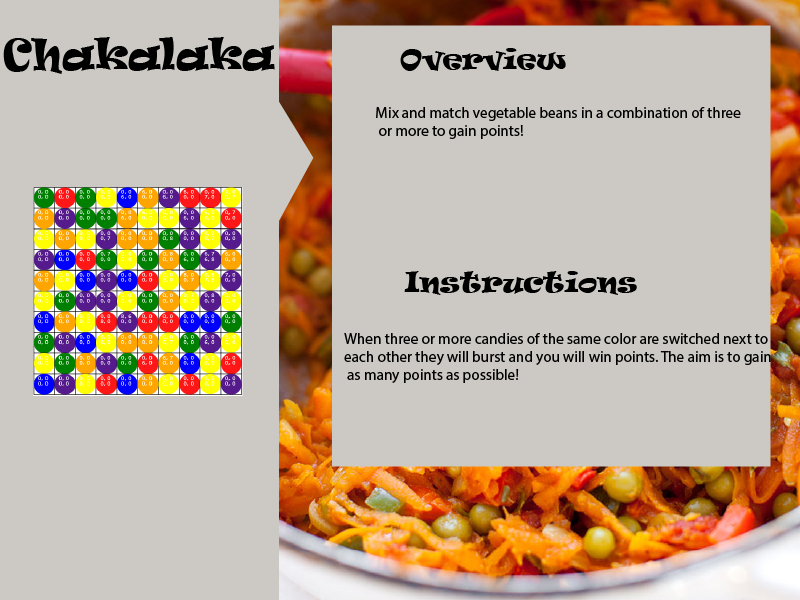 Chakalaka
Overview
Mix and match vegetable beans in a combination of three
or more to gain points!
Instructions
When three or more candies of the same color are switched next to
each other they will burst and you will win points. The aim is to gain
as many points as possible!